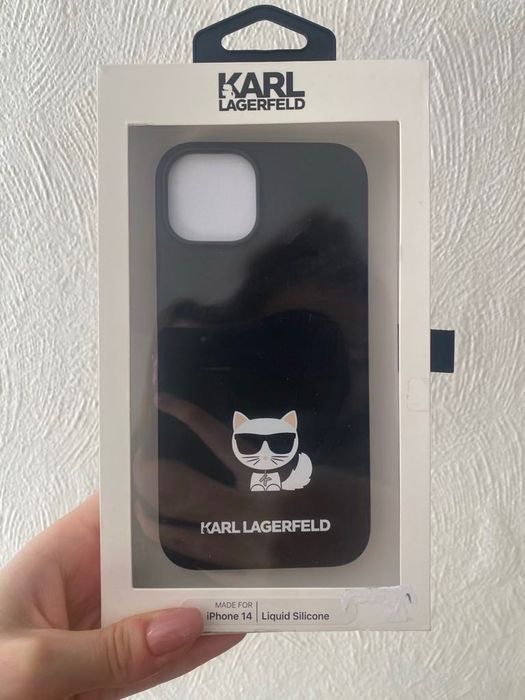 KARL
LAGERFELD
KARL LAGERFELD
MADE FOR
iPhone 14 | Liquid Silicone